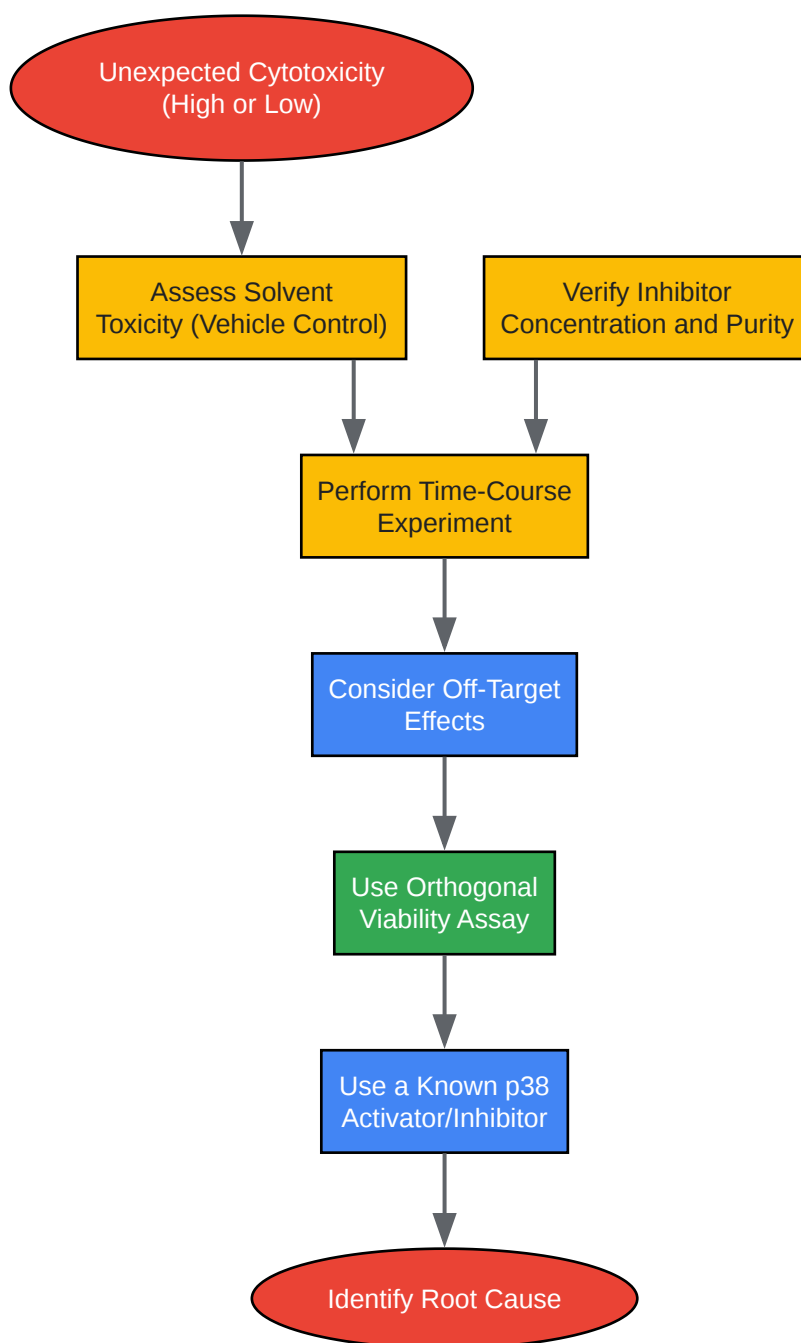 Unexpected Cytotoxicity
(High or Low)
Assess Solvent
Toxicity (Vehicle Control)
Verify Inhibitor
Concentration and Purity
Perform Time-Course
Experiment
Consider Off-Target
Effects
Use Orthogonal
Viability Assay
Use a Known p38
Activator/Inhibitor
Identify Root Cause